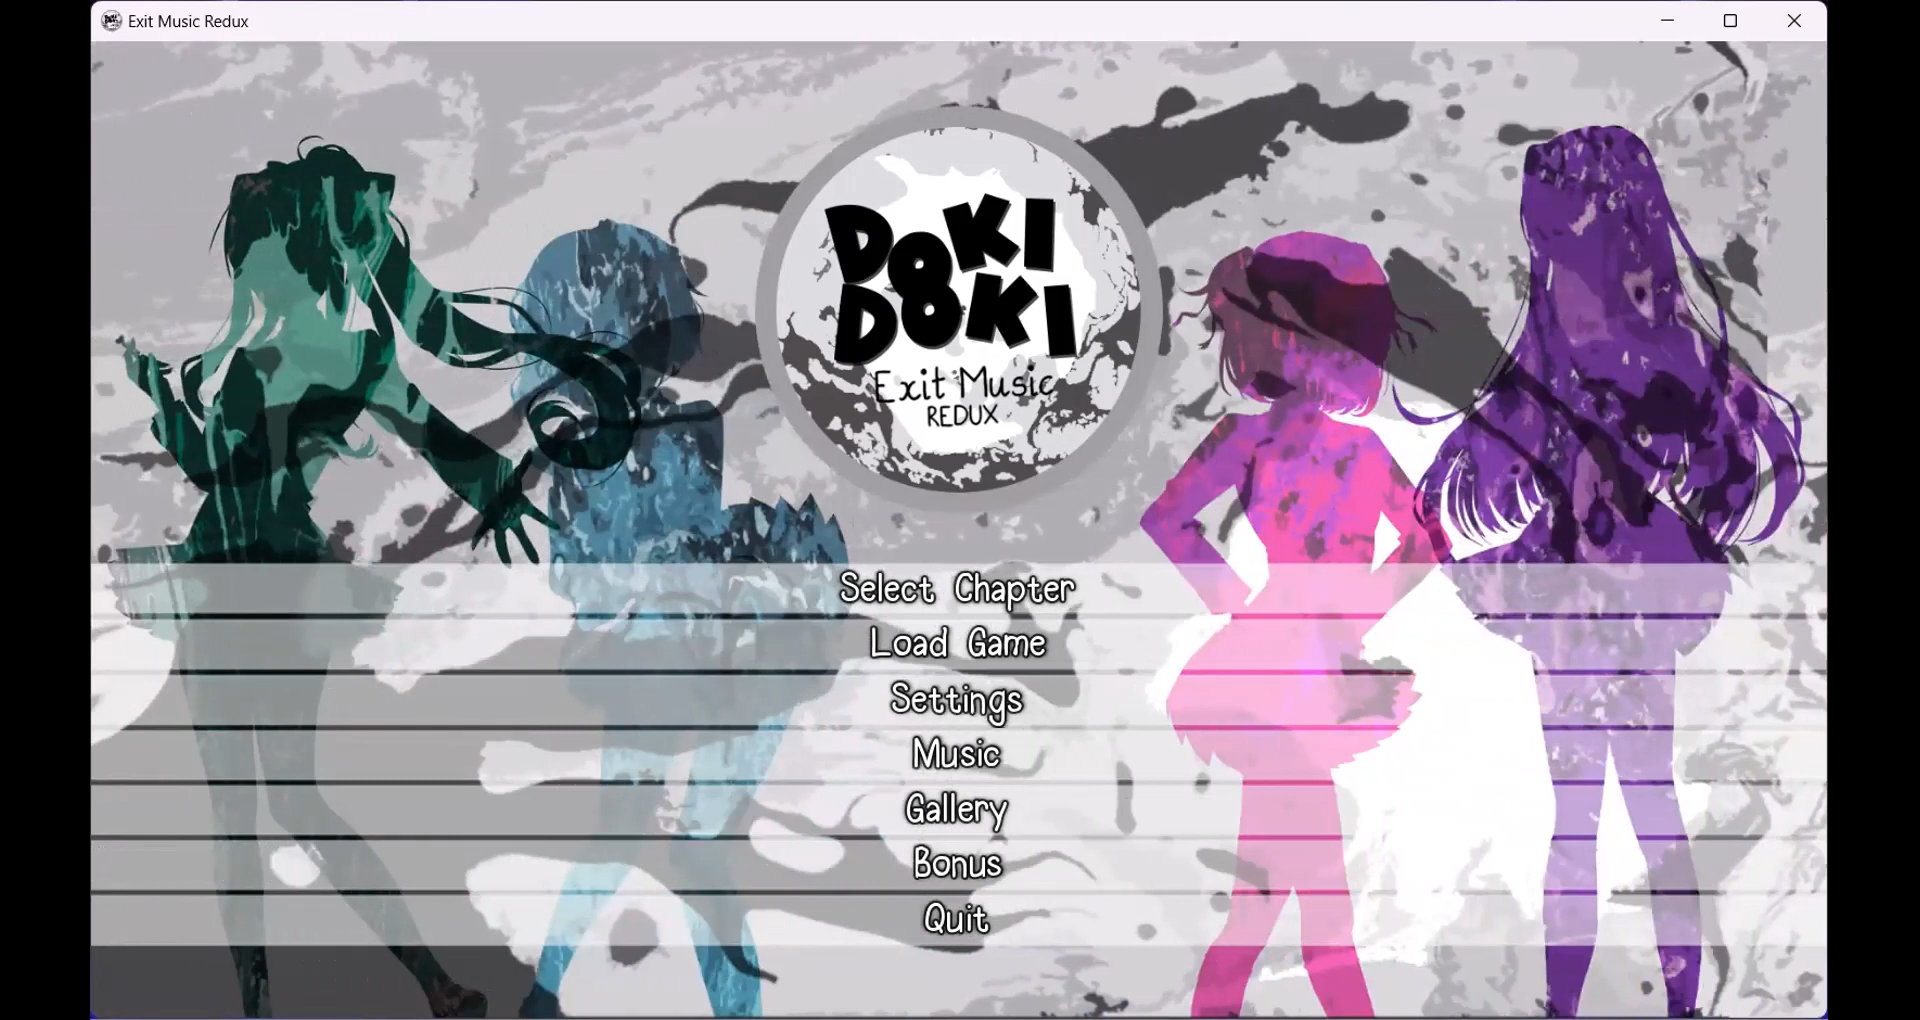 Exit Music Redux
DOKI
DOKI
Exit Music
REDUX
Select Chapter
Load Game
Settings
Music
Gallery
Bonus
Quit